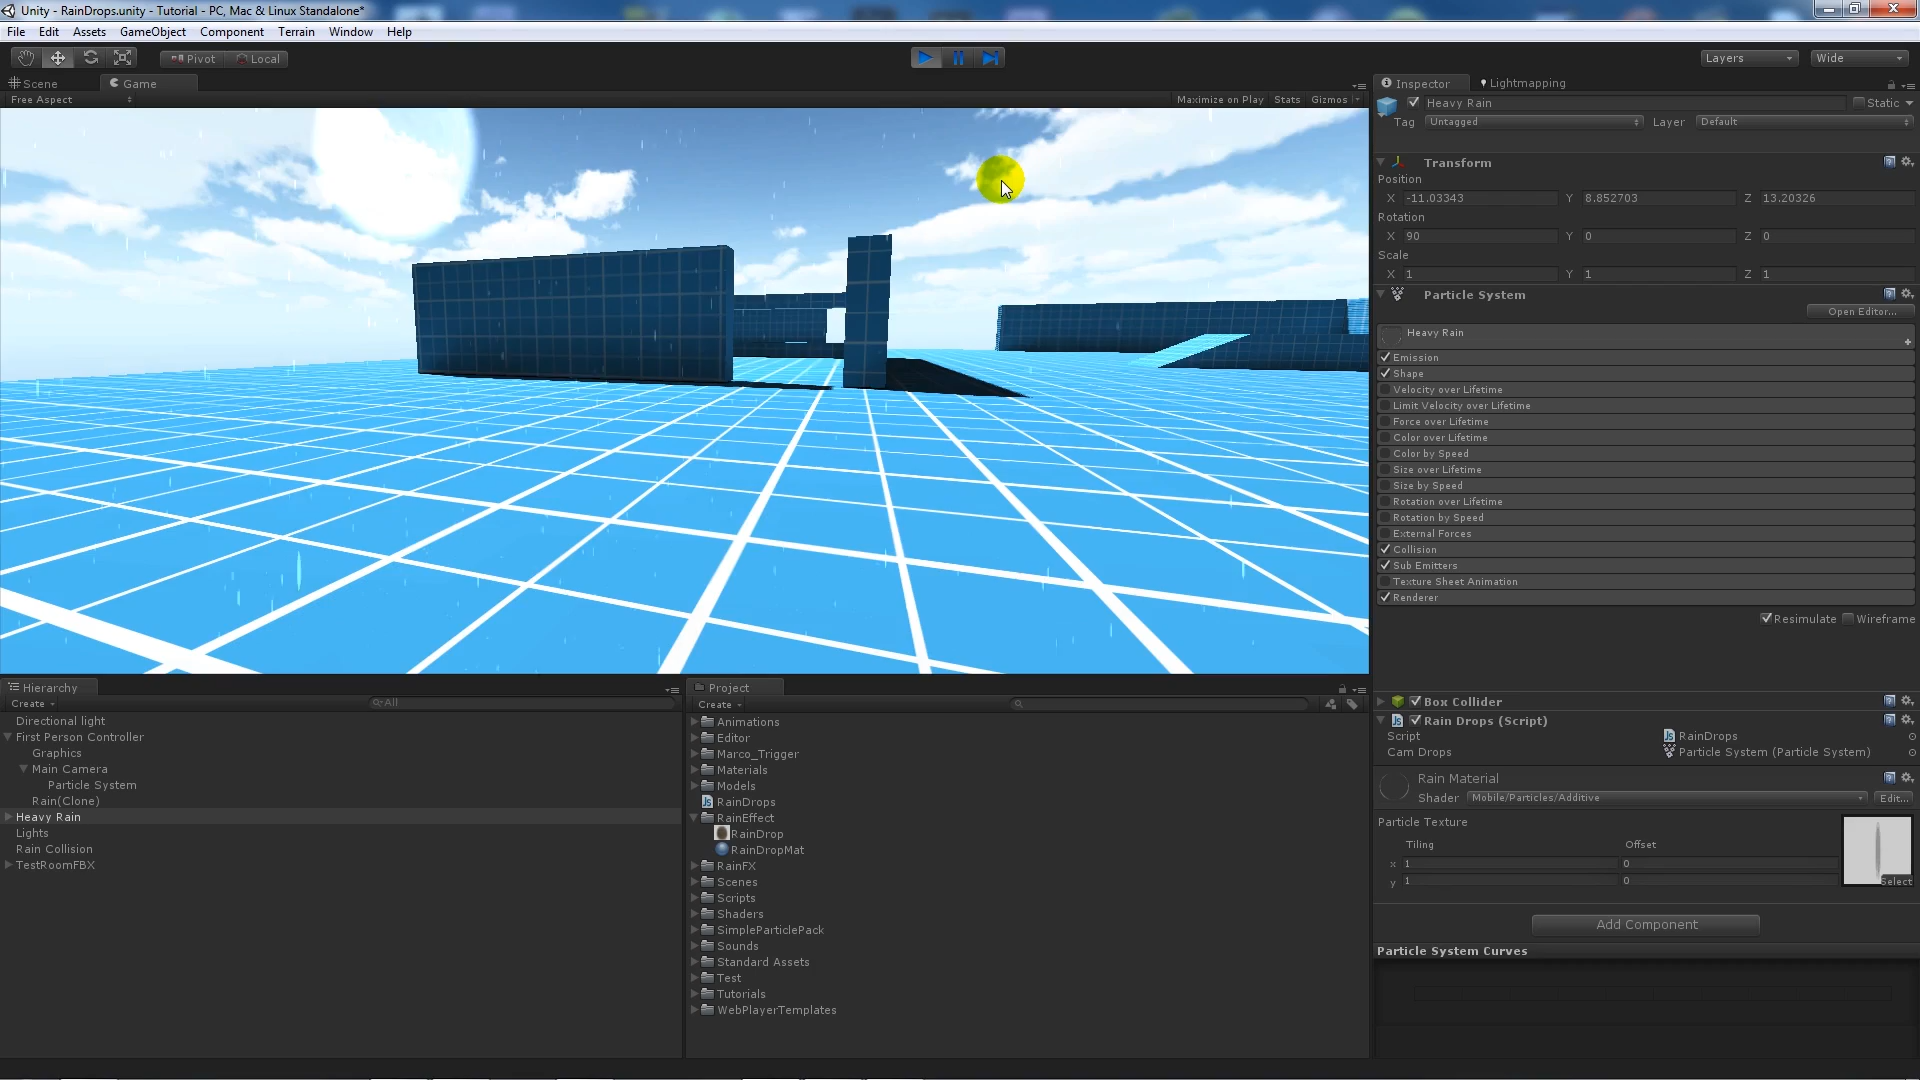 Unity - RainDrops.unity - Tutorial - PC, Mac & Linux Standalone*
File Edit Assets GameObject Component Terrain Window Help
Pivot Local Layers Wide
Scene Game
Free Aspect Maximize on Play Stats Gizmos
Inspector Lightmapping
Heavy Rain Static
Tag Untagged Layer Default
Transform
Position
X -11.03343 Y 8.852703 Z 13.20326
Rotation
X 90 Y 0 Z 0
Scale
X 1 Y 1 Z 1
Particle System
Open Editor...
Heavy Rain
Emission
Shape
Velocity over Lifetime
Limit Velocity over Lifetime
Force over Lifetime
Color over Lifetime
Color by Speed
Size over Lifetime
Size by Speed
Rotation over Lifetime
Rotation by Speed
External Forces
Collision
Sub Emitters
Texture Sheet Animation
Renderer
Resimulate Wireframe
Box Collider
Rain Drops (Script)
Script RainDrops
Cam Drops Particle System (Particle System)
Rain Material
Shader Mobile/Particles/Additive Edit...
Particle Texture
Tiling Offset
x 1 0
y 1 0
Select
Add Component
Particle System Curves
Hierarchy
Create All
Directional light
First Person Controller
Graphics
Main Camera
Particle System
Rain(Clone)
Heavy Rain
Lights
Rain Collision
TestRoomFBX
Project
Create
Animations
Editor
Marco_Trigger
Materials
Models
RainDrops
RainEffect
RainDrop
RainDropMat
RainFX
Scenes
Scripts
Shaders
SimpleParticlePack
Sounds
Standard Assets
Test
Tutorials
WebPlayerTemplates